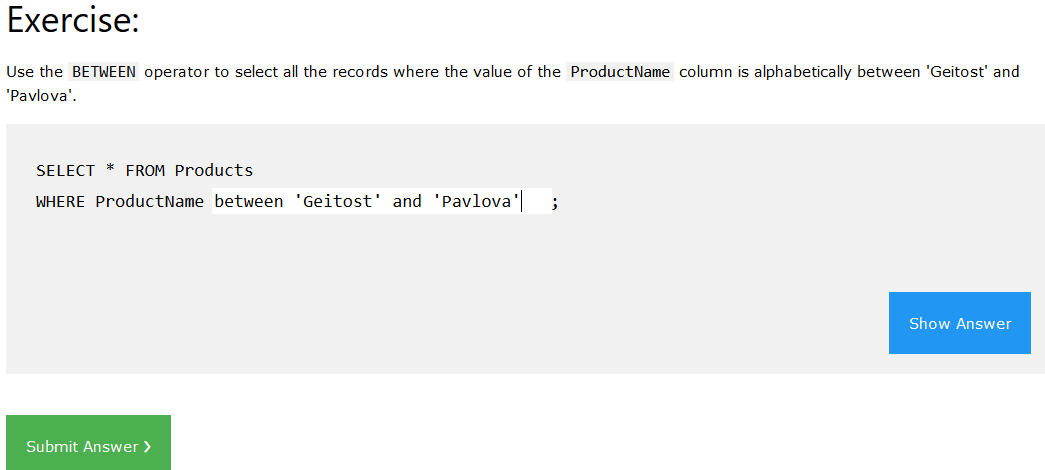 Exercise:
Use the BETWEEN operator to select all the records where the value of the ProductName column is alphabetically between 'Geitost' and
'Pavlova'.
SELECT * FROM Products
WHERE ProductName between 'Geitost' and 'Pavlova' ;
Show Answer
Submit Answer ❯